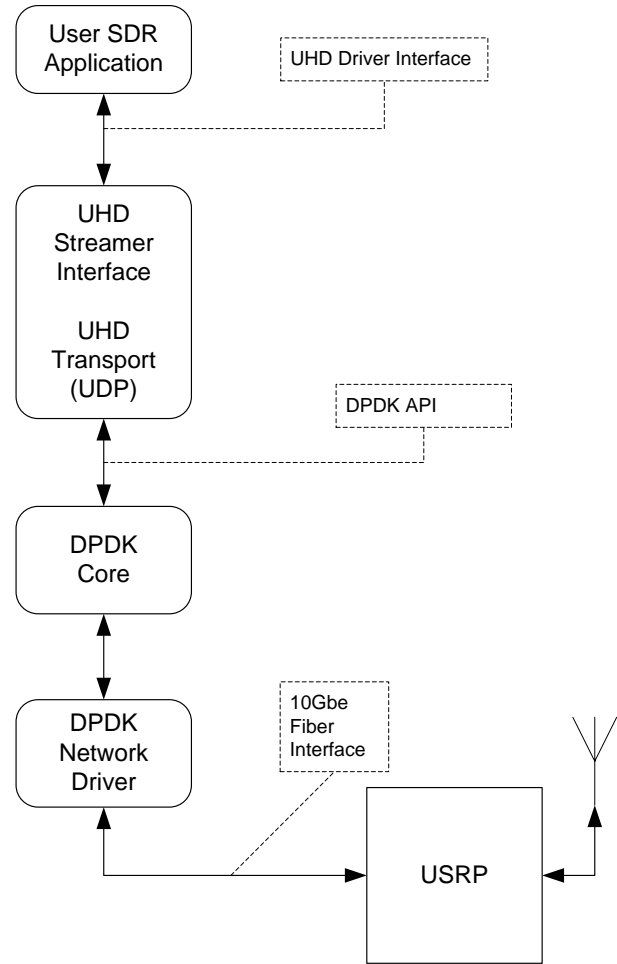 User SDR
Application
UHD Driver Interface
UHD
Streamer
Interface
UHD
Transport
(UDP)
DPDK API
DPDK
Core
DPDK
Network
Driver
10Gbe
Fiber
Interface
USRP